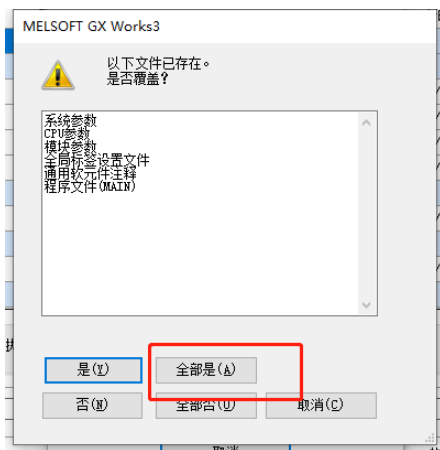 MELSOFT GX Works3
以下文件已存在。
是否覆盖?
系统参数
CPU参数
模块参数
全局标签设置文件
通用软元件注释
程序文件(MAIN)
是(Y)
全部是(A)
否(N)
全部否(U)
取消(C)